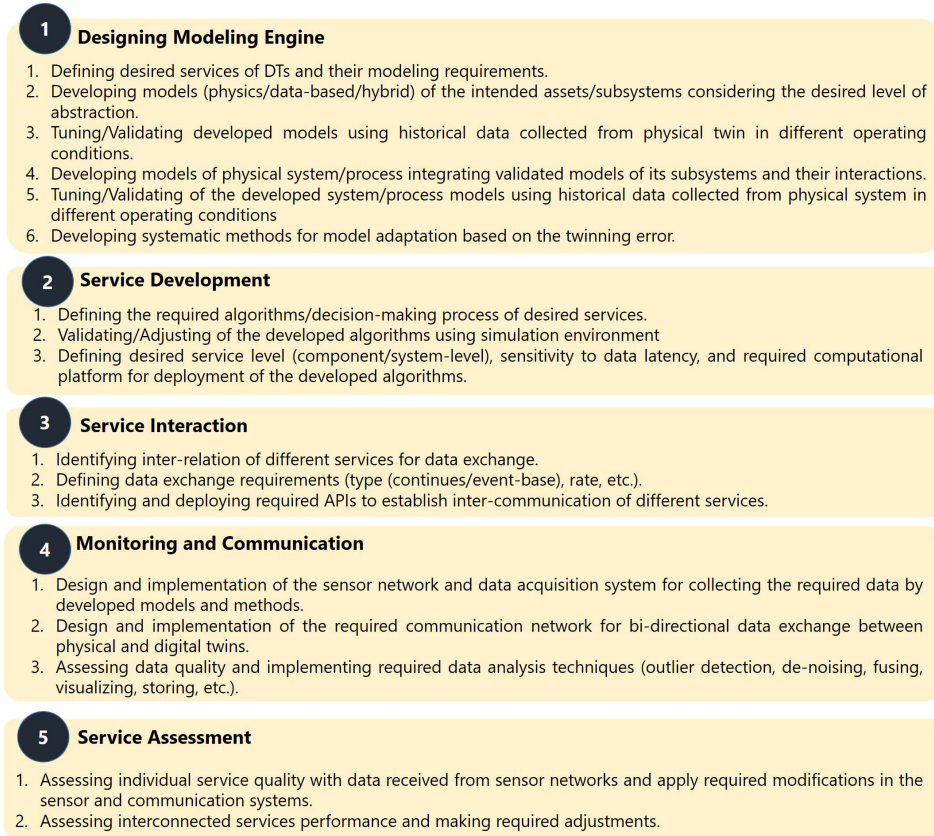 1
Designing Modeling Engine
1. Defining desired services of DTs and their modeling requirements.
2. Developing models (physics/data-based/hybrid) of the intended assets/subsystems considering the desired level of
abstraction.
3. Tuning/Validating developed models using historical data collected from physical twin in different operating
conditions.
4. Developing models of physical system/process integrating validated models of its subsystems and their interactions.
5. Tuning/Validating of the developed system/process models using historical data collected from physical system in
different operating conditions
6. Developing systematic methods for model adaptation based on the twinning error.
2
Service Development
1. Defining the required algorithms/decision-making process of desired services.
2. Validating/Adjusting of the developed algorithms using simulation environment
3. Defining desired service level (component/system-level), sensitivity to data latency, and required computational
platform for deployment of the developed algorithms.
3
Service Interaction
1. Identifying inter-relation of different services for data exchange.
2. Defining data exchange requirements (type (continues/event-base), rate, etc.).
3. Identifying and deploying required APIs to establish inter-communication of different services.
4
Monitoring and Communication
1. Design and implementation of the sensor network and data acquisition system for collecting the required data by
developed models and methods.
2. Design and implementation of the required communication network for bi-directional data exchange between
physical and digital twins.
3. Assessing data quality and implementing required data analysis techniques (outlier detection, de-noising, fusing,
visualizing, storing, etc.).
5
Service Assessment
1. Assessing individual service quality with data received from sensor networks and apply required modifications in the
sensor and communication systems.
2. Assessing interconnected services performance and making required adjustments.